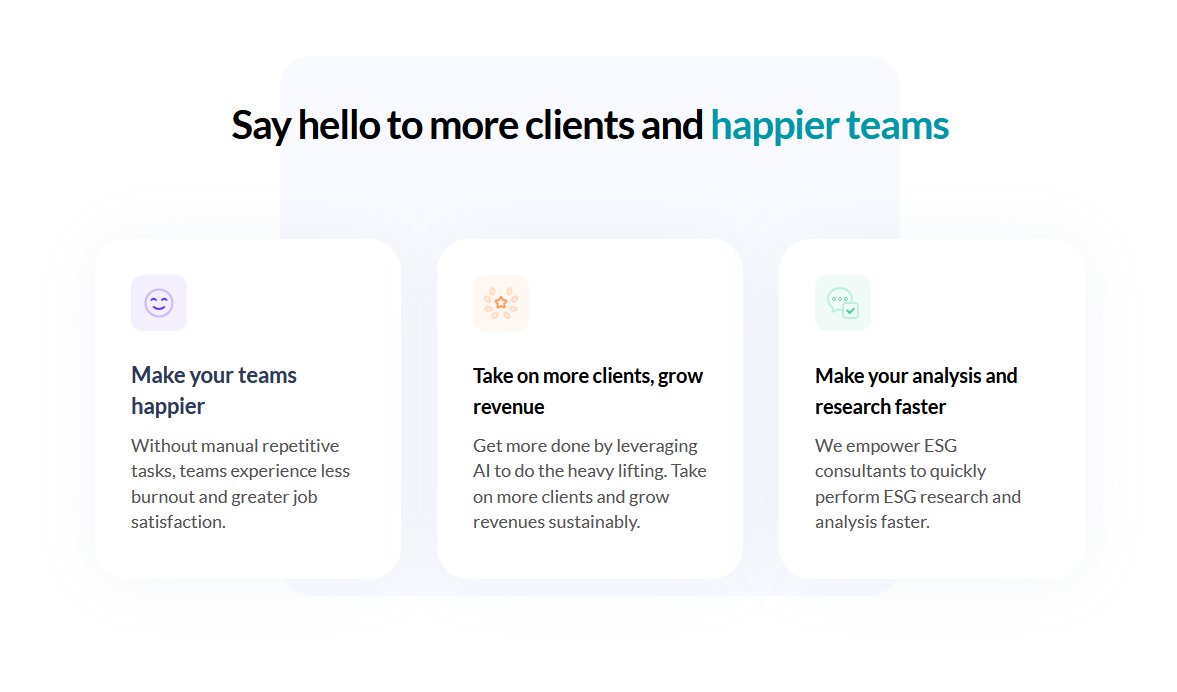 Say hello to more clients and happier teams
Make your teams
happier
Without manual repetitive
tasks, teams experience less
burnout and greater job
satisfaction.
Take on more clients, grow
revenue
Get more done by leveraging
AI to do the heavy lifting. Take
on more clients and grow
revenues sustainably.
Make your analysis and
research faster
We empower ESG
consultants to quickly
perform ESG research and
analysis faster.